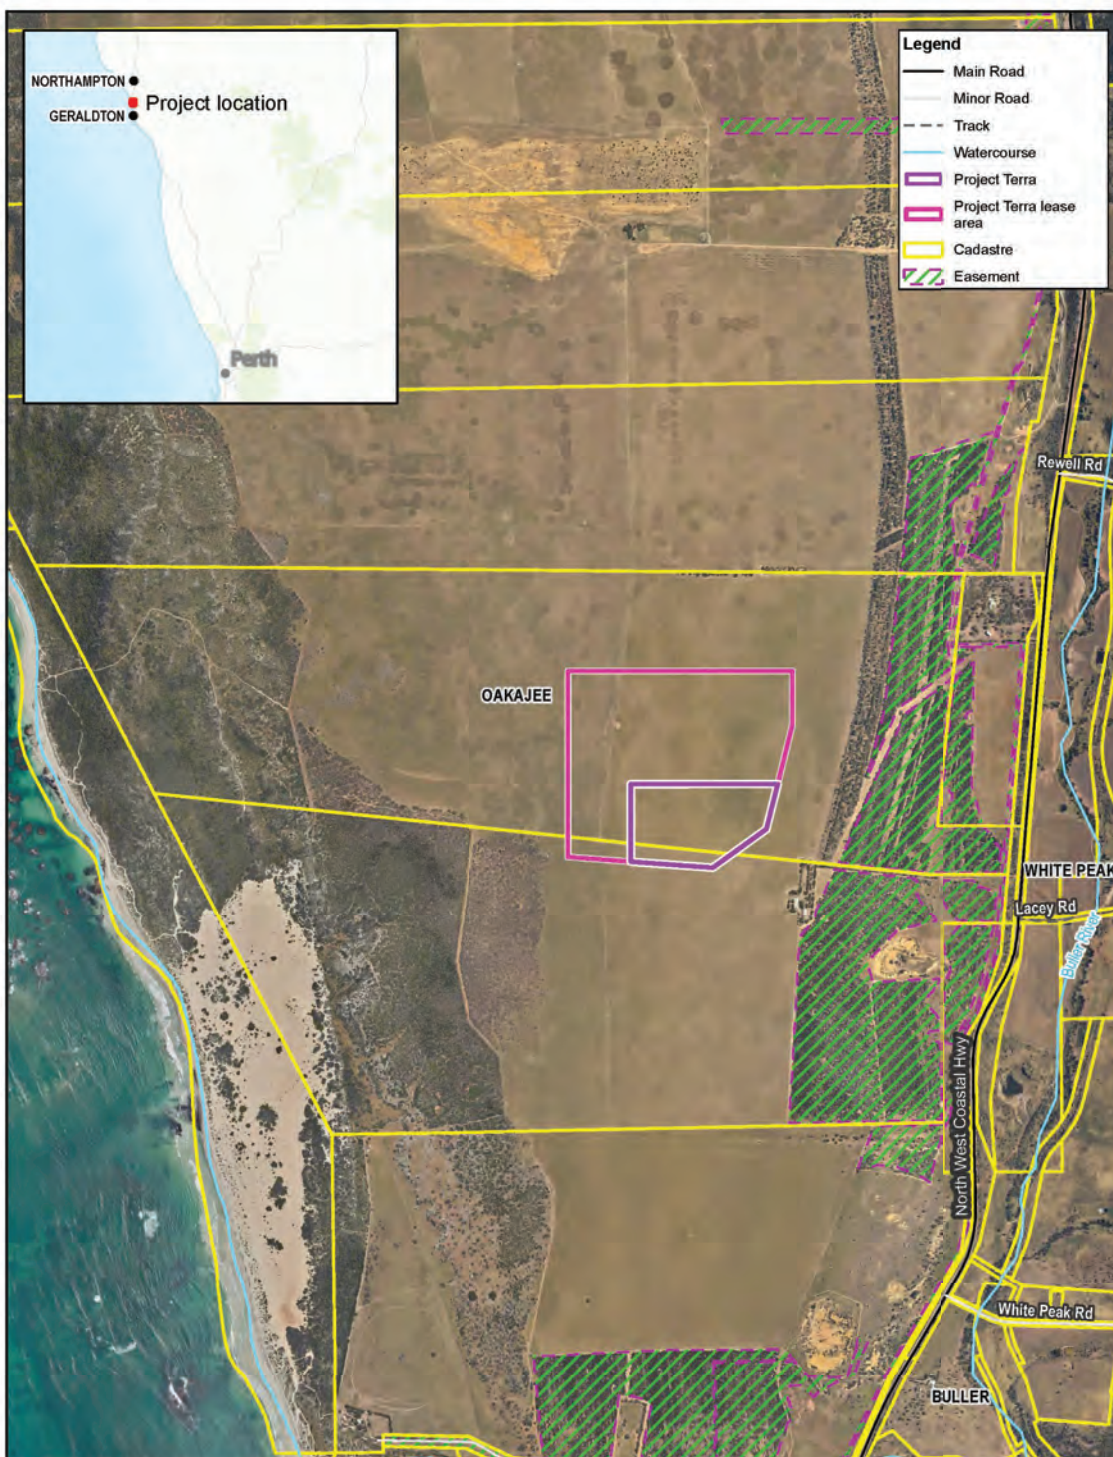 NORTHAMPTON
Project location
GERALDTON
Perth
Legend
Main Road
Minor Road
Track
Watercourse
Project Terra
Project Terra lease
area
Cadastre
Easement
Rewell Rd
OAKAJEE
WHITE PEAK
Lacey Rd
Buller River
North West Coastal Hwy
White Peak Rd
BULLER